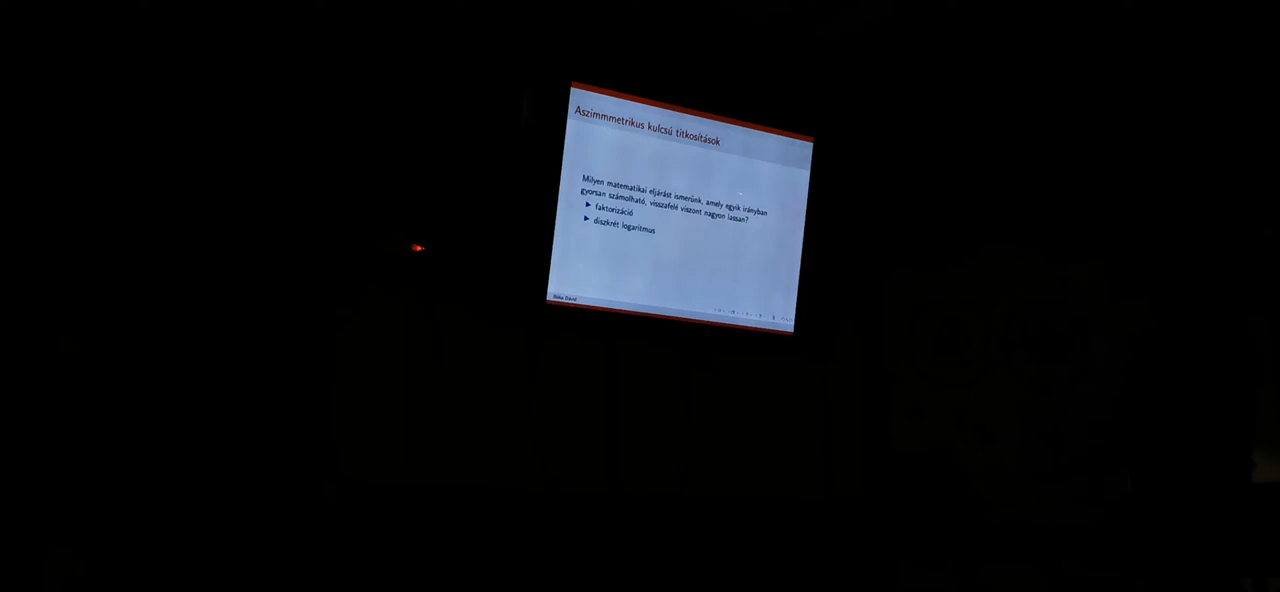 Aszimmmetrikus kulcsú titkosítások
Milyen matematikai eljárást ismerünk, amely egyik irányban
gyorsan számolható, visszafelé viszont nagyon lassan?
faktorizáció
diszkrét logaritmus
Dávid